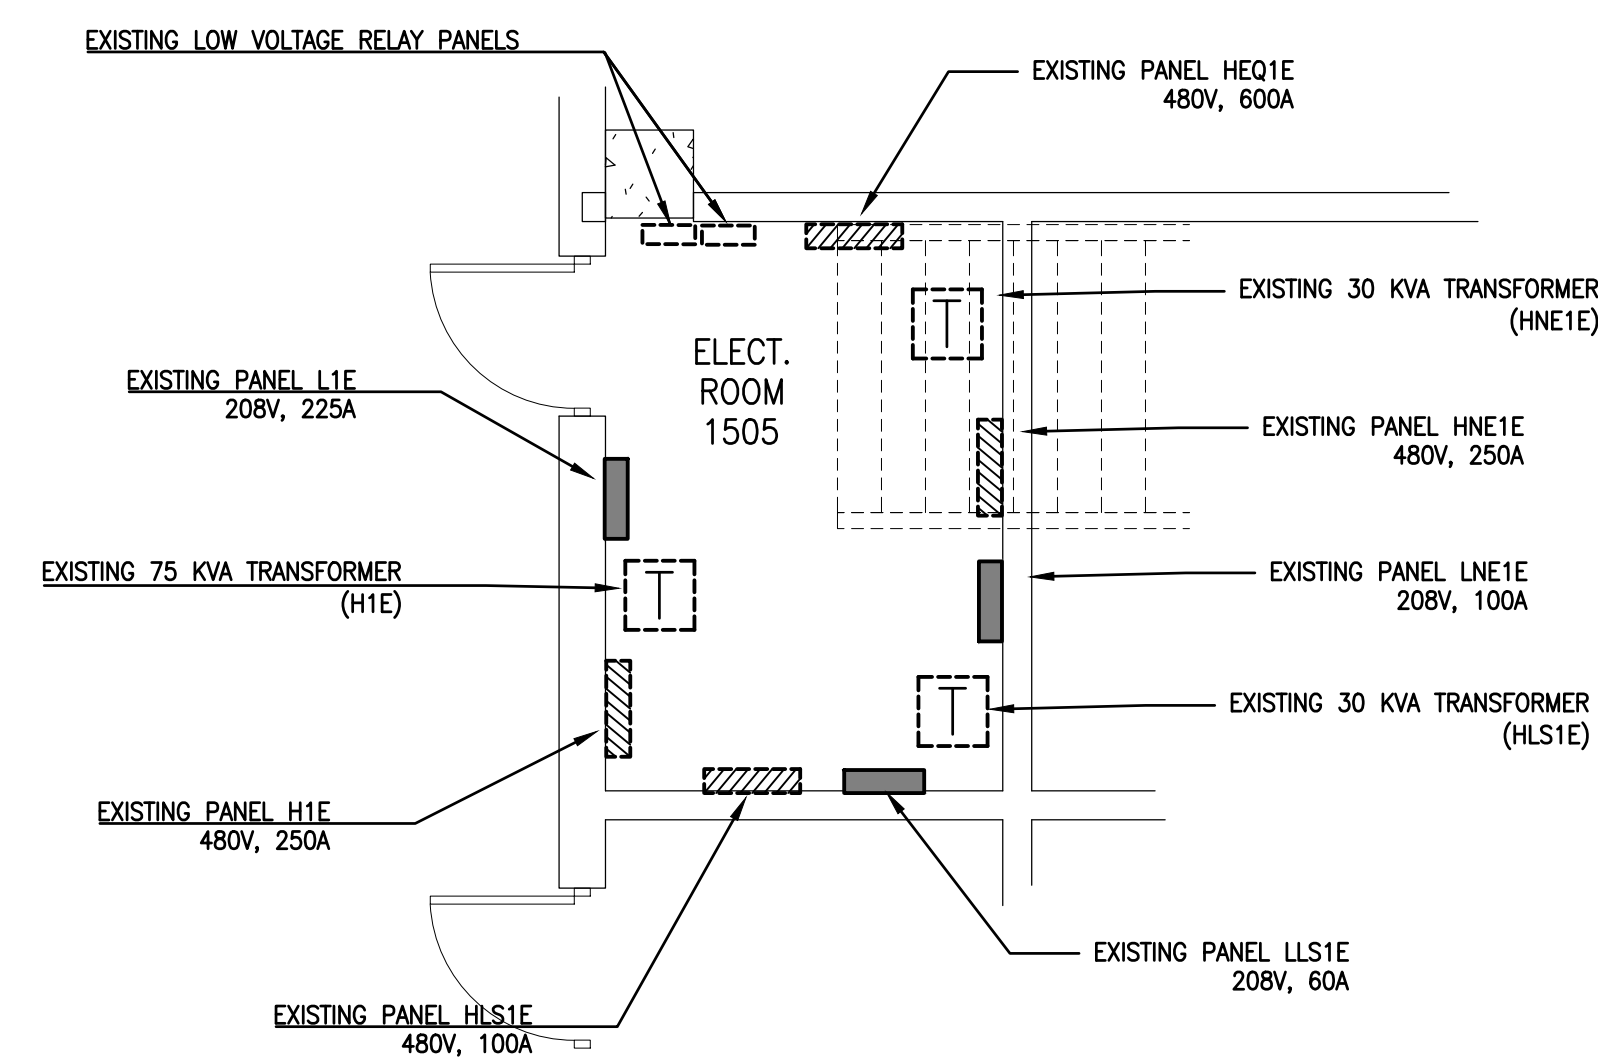 EXISTING LOW VOLTAGE RELAY PANELS
EXISTING PANEL HEQ1E
480V, 600A
EXISTING 30 KVA TRANSFORMER
(HNE1E)
ELECT.
ROOM
1505
EXISTING PANEL L1E
208V, 225A
EXISTING PANEL HNE1E
480V, 250A
EXISTING 75 KVA TRANSFORMER
(H1E)
EXISTING PANEL LNE1E
208V, 100A
T
T
T
EXISTING 30 KVA TRANSFORMER
(HLS1E)
EXISTING PANEL H1E
480V, 250A
EXISTING PANEL LLS1E
208V, 60A
EXISTING PANEL HLS1E
480V, 100A